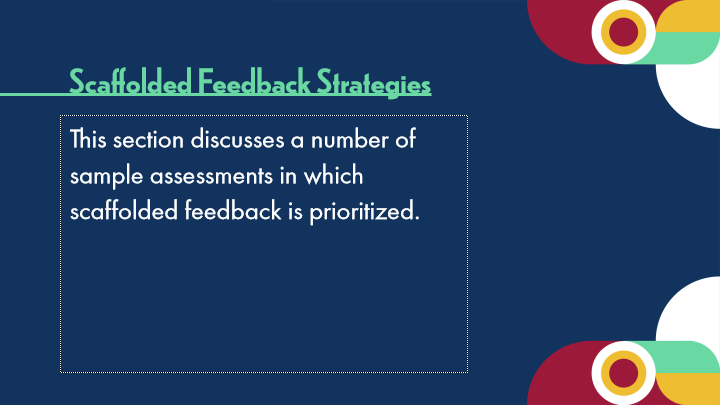 Scaffolded Feedback Strategies
This section discusses a number of
sample assessments in which
scaffolded feedback is prioritized.